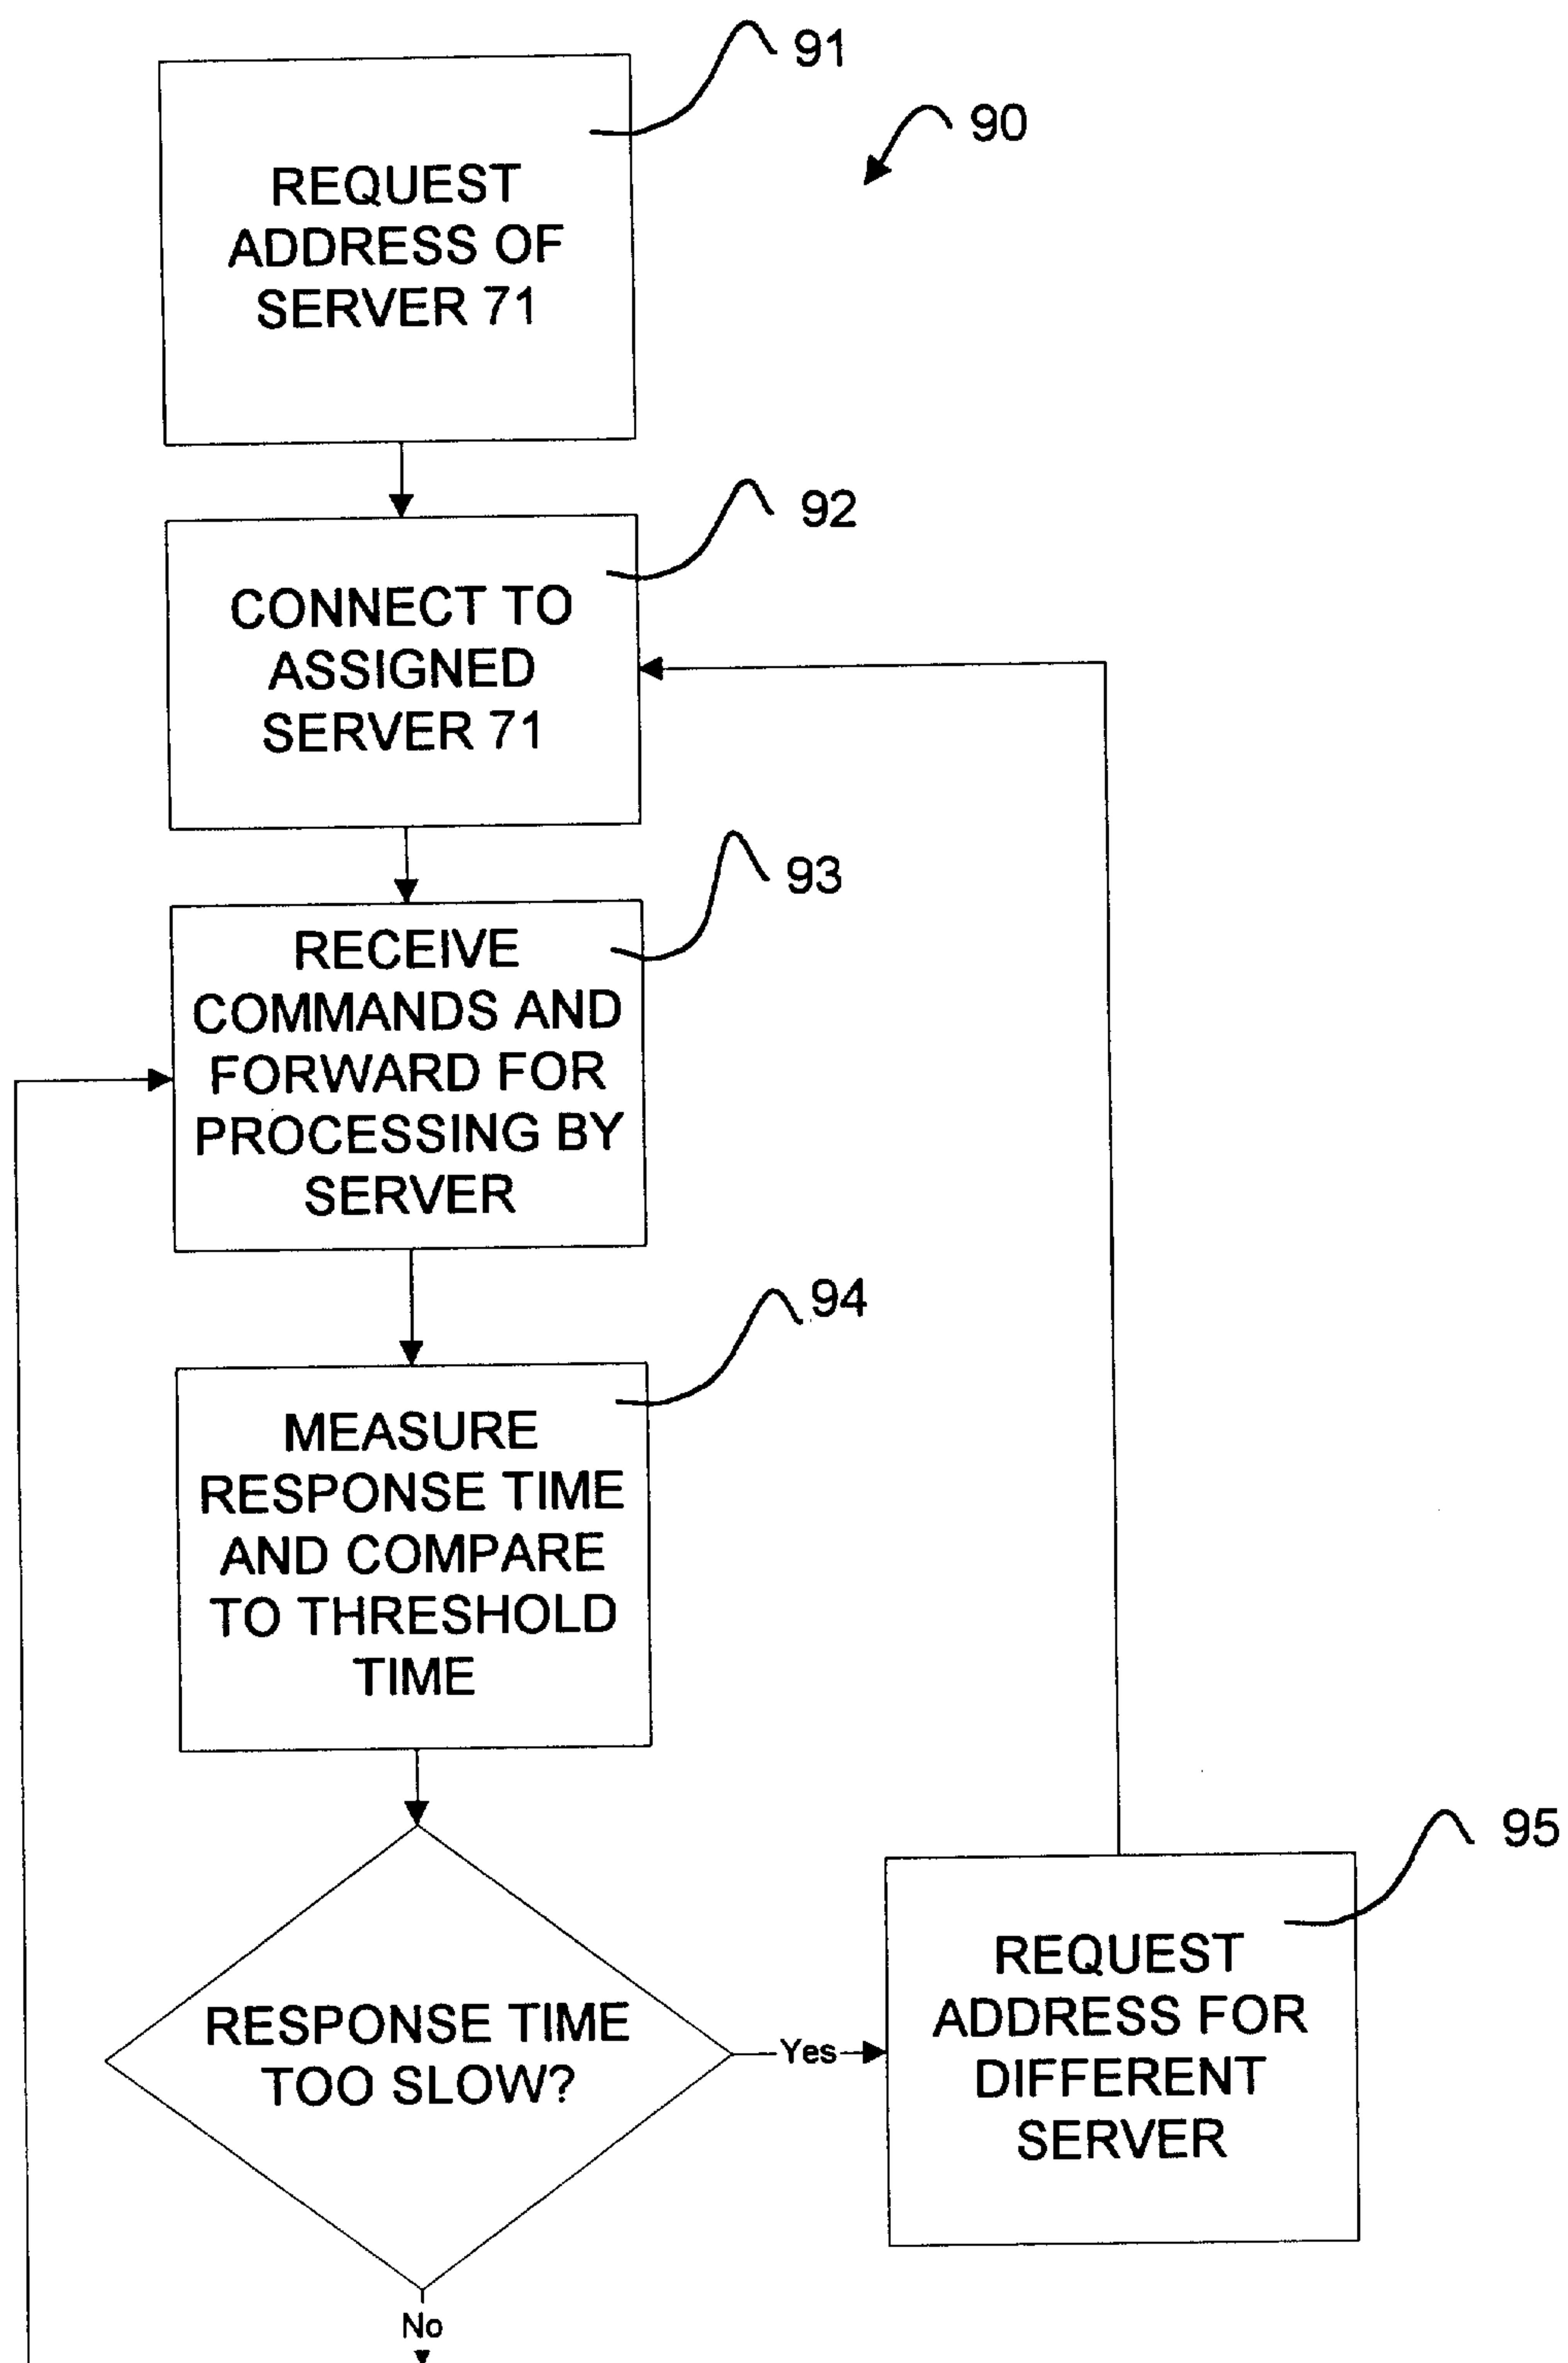 91
90
REQUEST
ADDRESS OF
SERVER 71
92
CONNECT TO
ASSIGNED
SERVER 71
93
RECEIVE
COMMANDS AND
FORWARD FOR
PROCESSING BY
SERVER
94
MEASURE
RESPONSE TIME
AND COMPARE
TO THRESHOLD
TIME
RESPONSE TIME
TOO SLOW?
Yes
95
REQUEST
ADDRESS FOR
DIFFERENT
SERVER
No